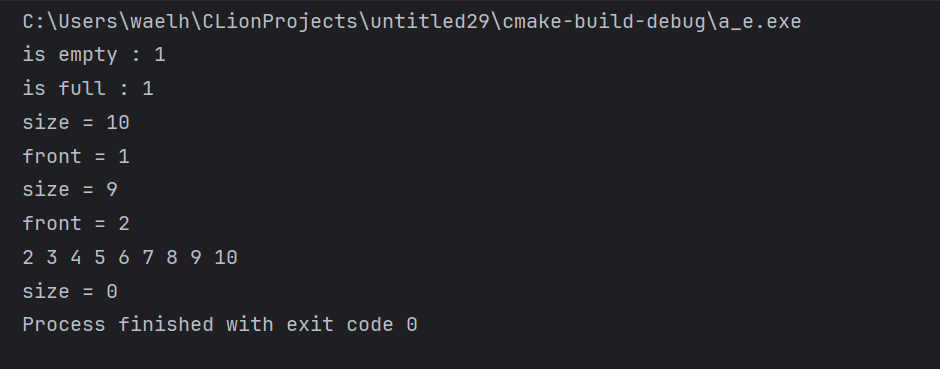 C:\Users\waelh\CLionProjects\untitled29\cmake-build-debug\a_e.exe
is empty : 1
is full : 1
size = 10
front = 1
size = 9
front = 2
2 3 4 5 6 7 8 9 10
size = 0
Process finished with exit code 0